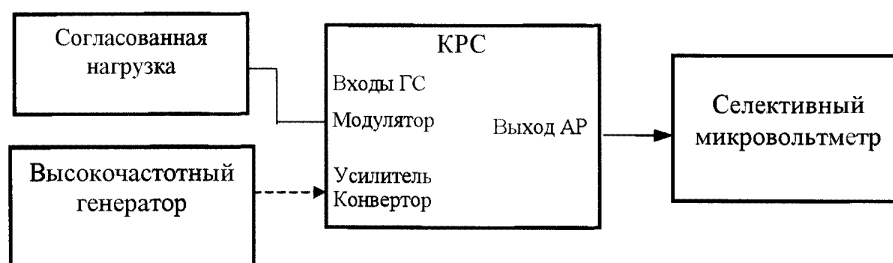 Согласованная
нагрузка
Высокочастотный
генератор
КРС
Входы ГС
Модулятор
Усилитель
Конвертор
Выход АР
Селективный
микровольтметр